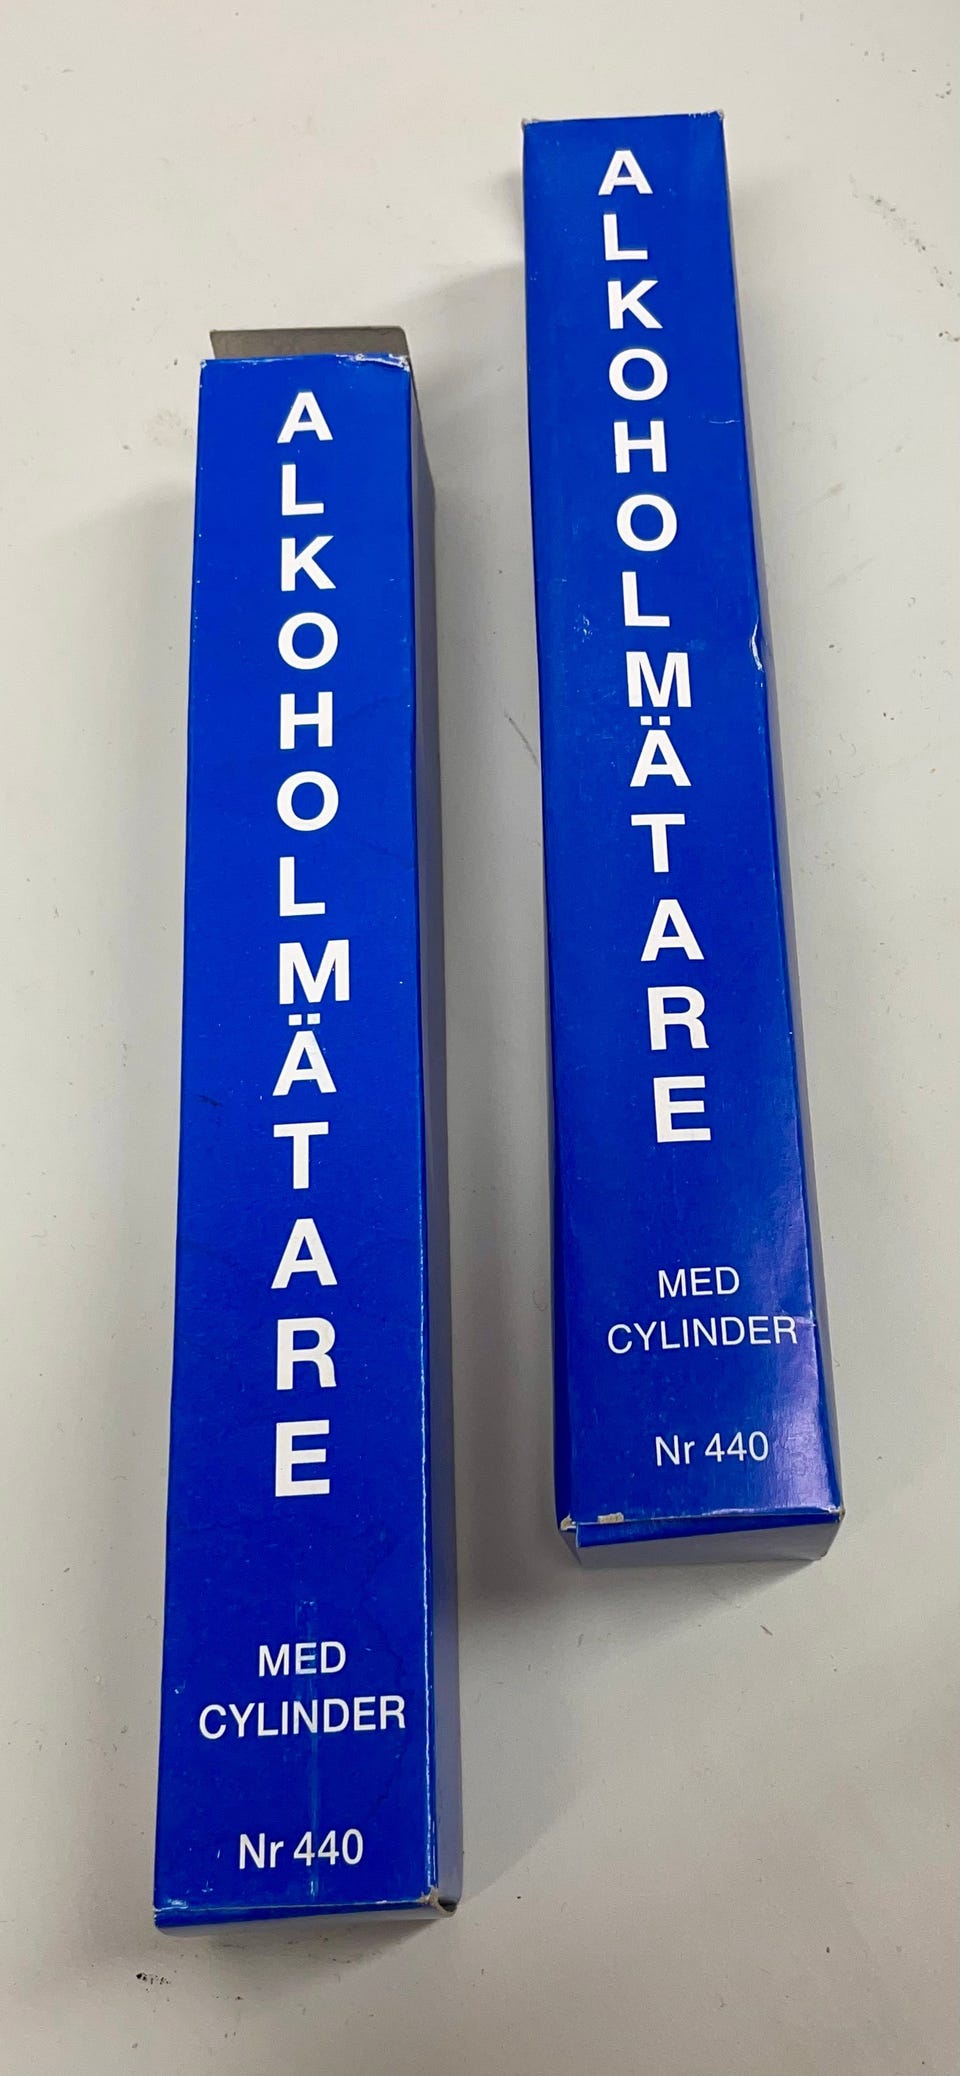 ALKOHOLMÄTARE
MED
CYLINDER
Nr 440
ALKOHOLMÄTARE
MED
CYLINDER
Nr 440